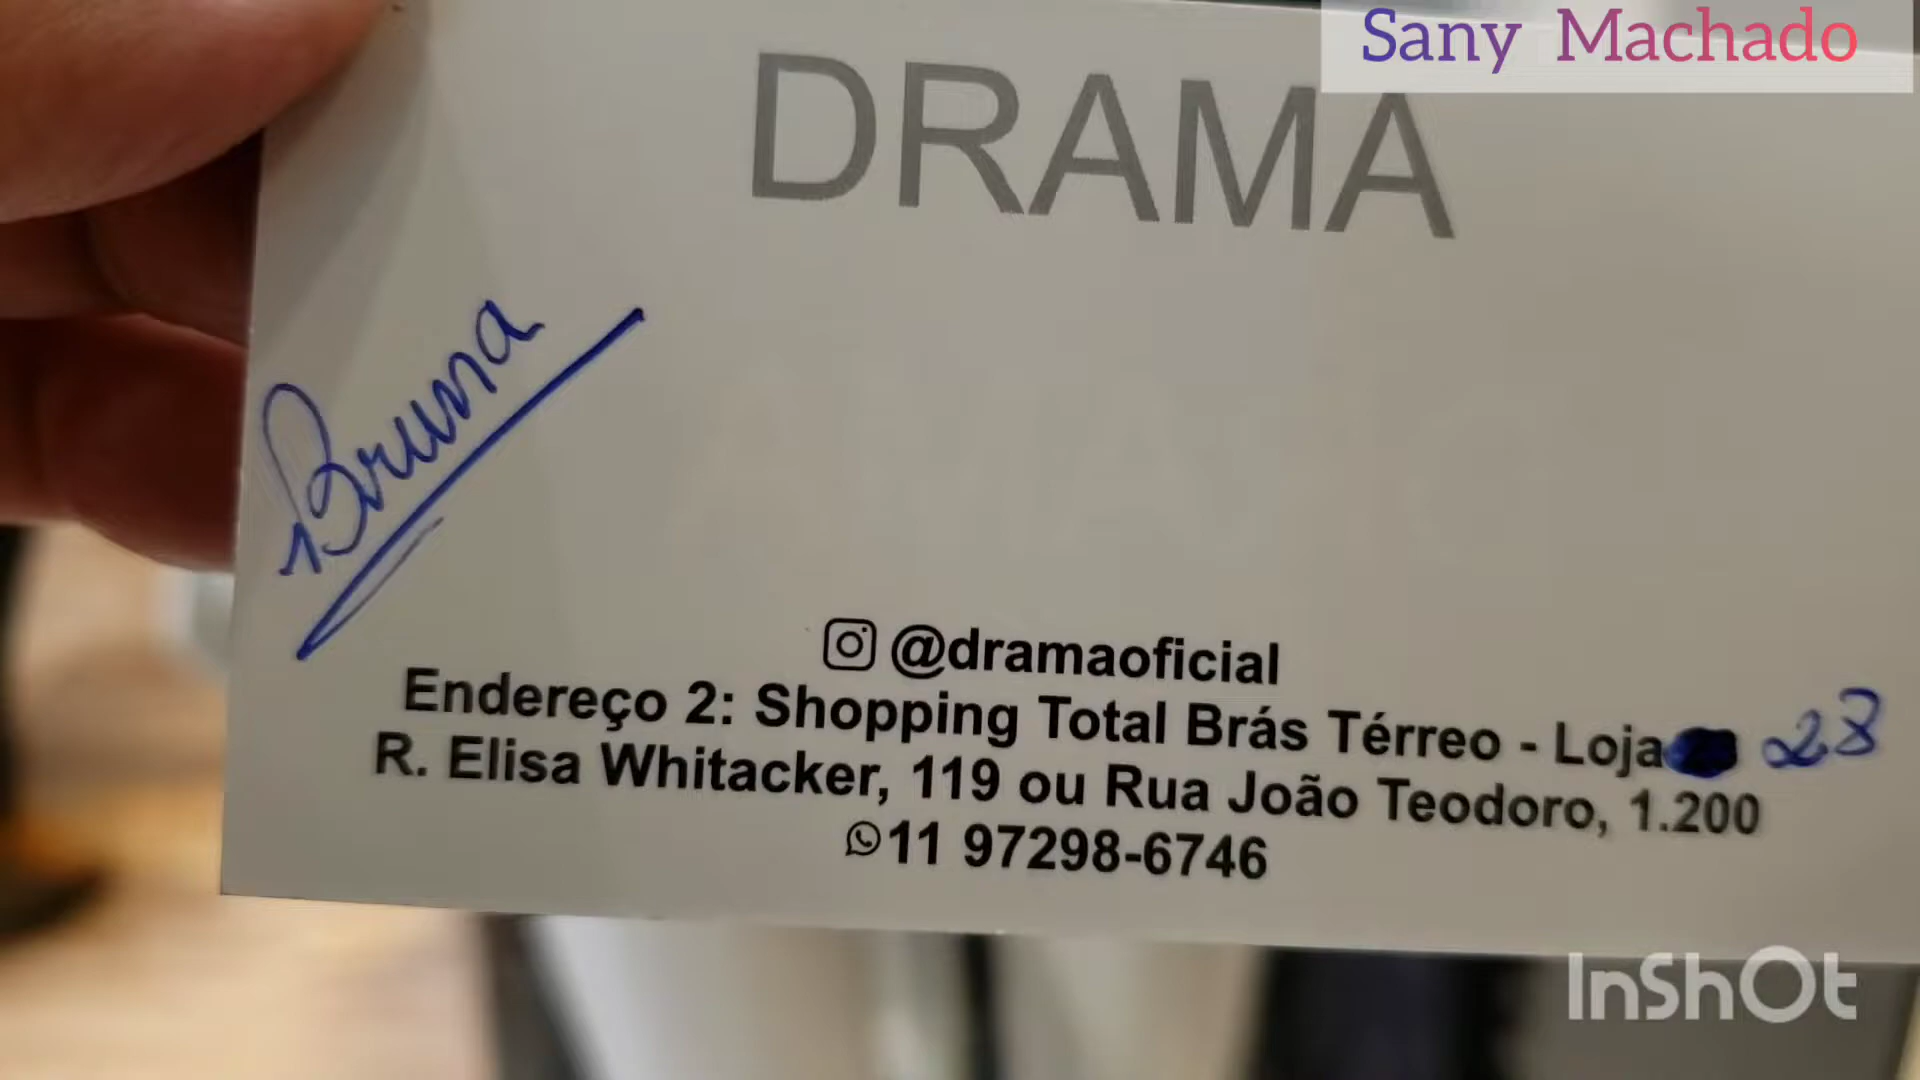 Sany Machado
DRAMA
Bruna
@dramaoficial
Endereço 2: Shopping Total Brás Térreo - Loja 28
R. Elisa Whitacker, 119 ou Rua João Teodoro, 1.200
11 97298-6746
InShOt